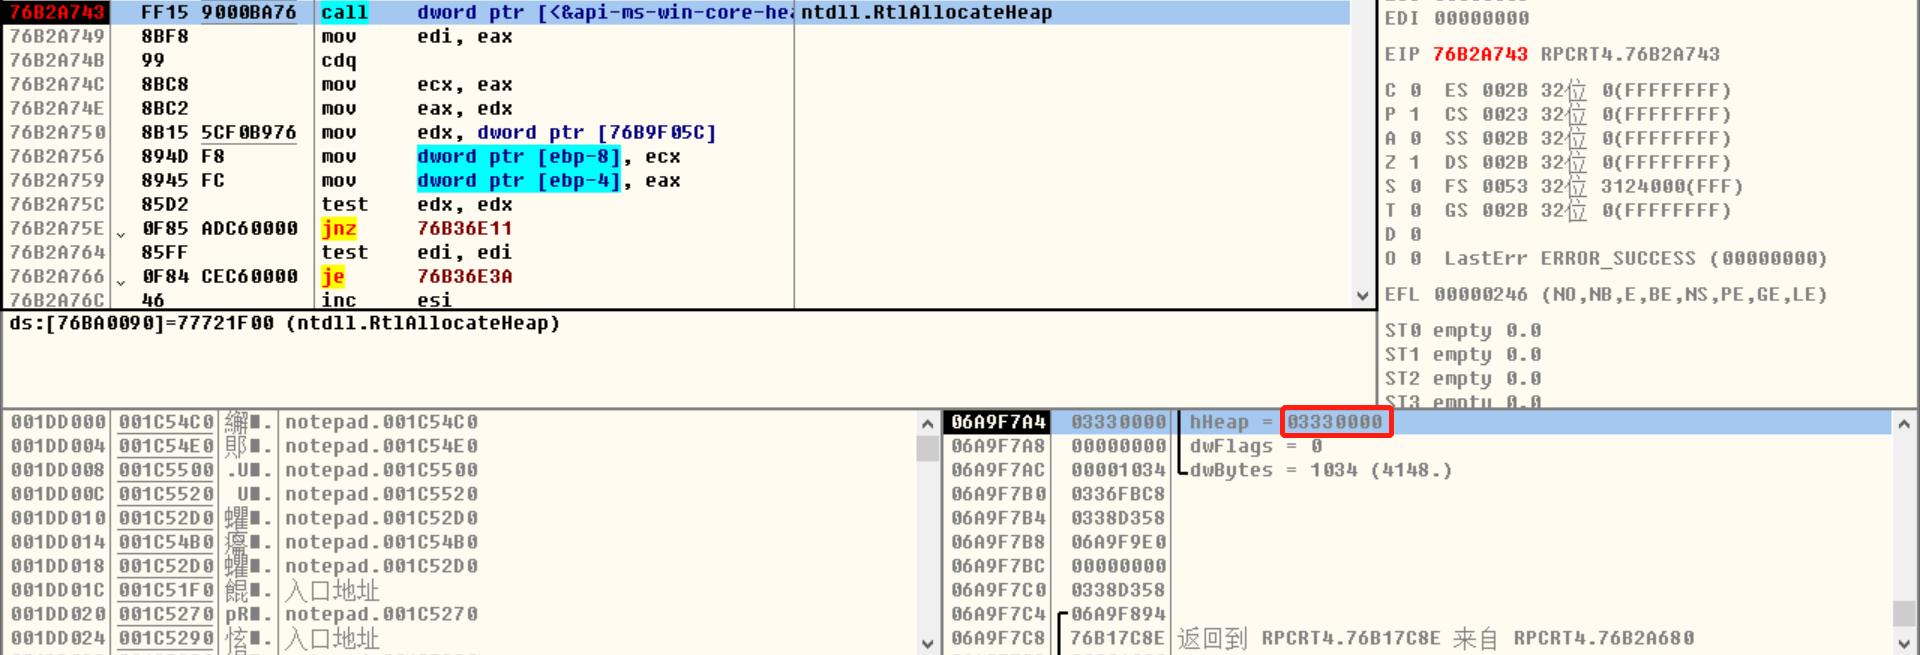 76B2A743 FF15 9000BA76 call dword ptr [<&api-ms-win-core-hea ntdll.RtlAllocateHeap
76B2A749 8BF8 mov edi, eax
76B2A74B 99 cdq
76B2A74C 8BC8 mov ecx, eax
76B2A74E 8BC2 mov eax, edx
76B2A750 8B15 5CF0B976 mov edx, dword ptr [76B9F05C]
76B2A756 894D F8 mov dword ptr [ebp-8], ecx
76B2A759 8945 FC mov dword ptr [ebp-4], eax
76B2A75C 85D2 test edx, edx
76B2A75E 0F85 ADC60000 jnz 76B36E11
76B2A764 85FF test edi, edi
76B2A766 0F84 CEC60000 je 76B36E3A
76B2A76C 46 inc esi
ds:[76BA0090]=77721F00 (ntdll.RtlAllocateHeap)
EDI 00000000
EIP 76B2A743 RPCRT4.76B2A743
C 0 ES 002B 32位 0(FFFFFFFF)
P 1 CS 0023 32位 0(FFFFFFFF)
A 0 SS 002B 32位 0(FFFFFFFF)
Z 1 DS 002B 32位 0(FFFFFFFF)
S 0 FS 0053 32位 3124000(FFF)
T 0 GS 002B 32位 0(FFFFFFFF)
D 0
O 0 LastErr ERROR_SUCCESS (00000000)
EFL 00000246 (NO,NB,E,BE,NS,PE,GE,LE)
ST0 empty 0.0
ST1 empty 0.0
ST2 empty 0.0
ST3 empty 0.0
001DD000 001C54C0 notepad.001C54C0
001DD004 001C54E0 notepad.001C54E0
001DD008 001C5500 .U■. notepad.001C5500
001DD00C 001C5520 U■. notepad.001C5520
001DD010 001C52D0 notepad.001C52D0
001DD014 001C54B0 notepad.001C54B0
001DD018 001C52D0 notepad.001C52D0
001DD01C 001C51F0 入口地址
001DD020 001C5270 pR■. notepad.001C5270
001DD024 001C5290 炫■. 入口地址
06A9F7A4 03330000 hHeap = 03330000
06A9F7A8 00000000 dwFlags = 0
06A9F7AC 00001034 dwBytes = 1034 (4148.)
06A9F7B0 0336FBC8
06A9F7B4 0338D358
06A9F7B8 06A9F9E0
06A9F7BC 00000000
06A9F7C0 0338D358
06A9F7C4 06A9F894
06A9F7C8 76B17C8E 返回到 RPCRT4.76B17C8E 来自 RPCRT4.76B2A680